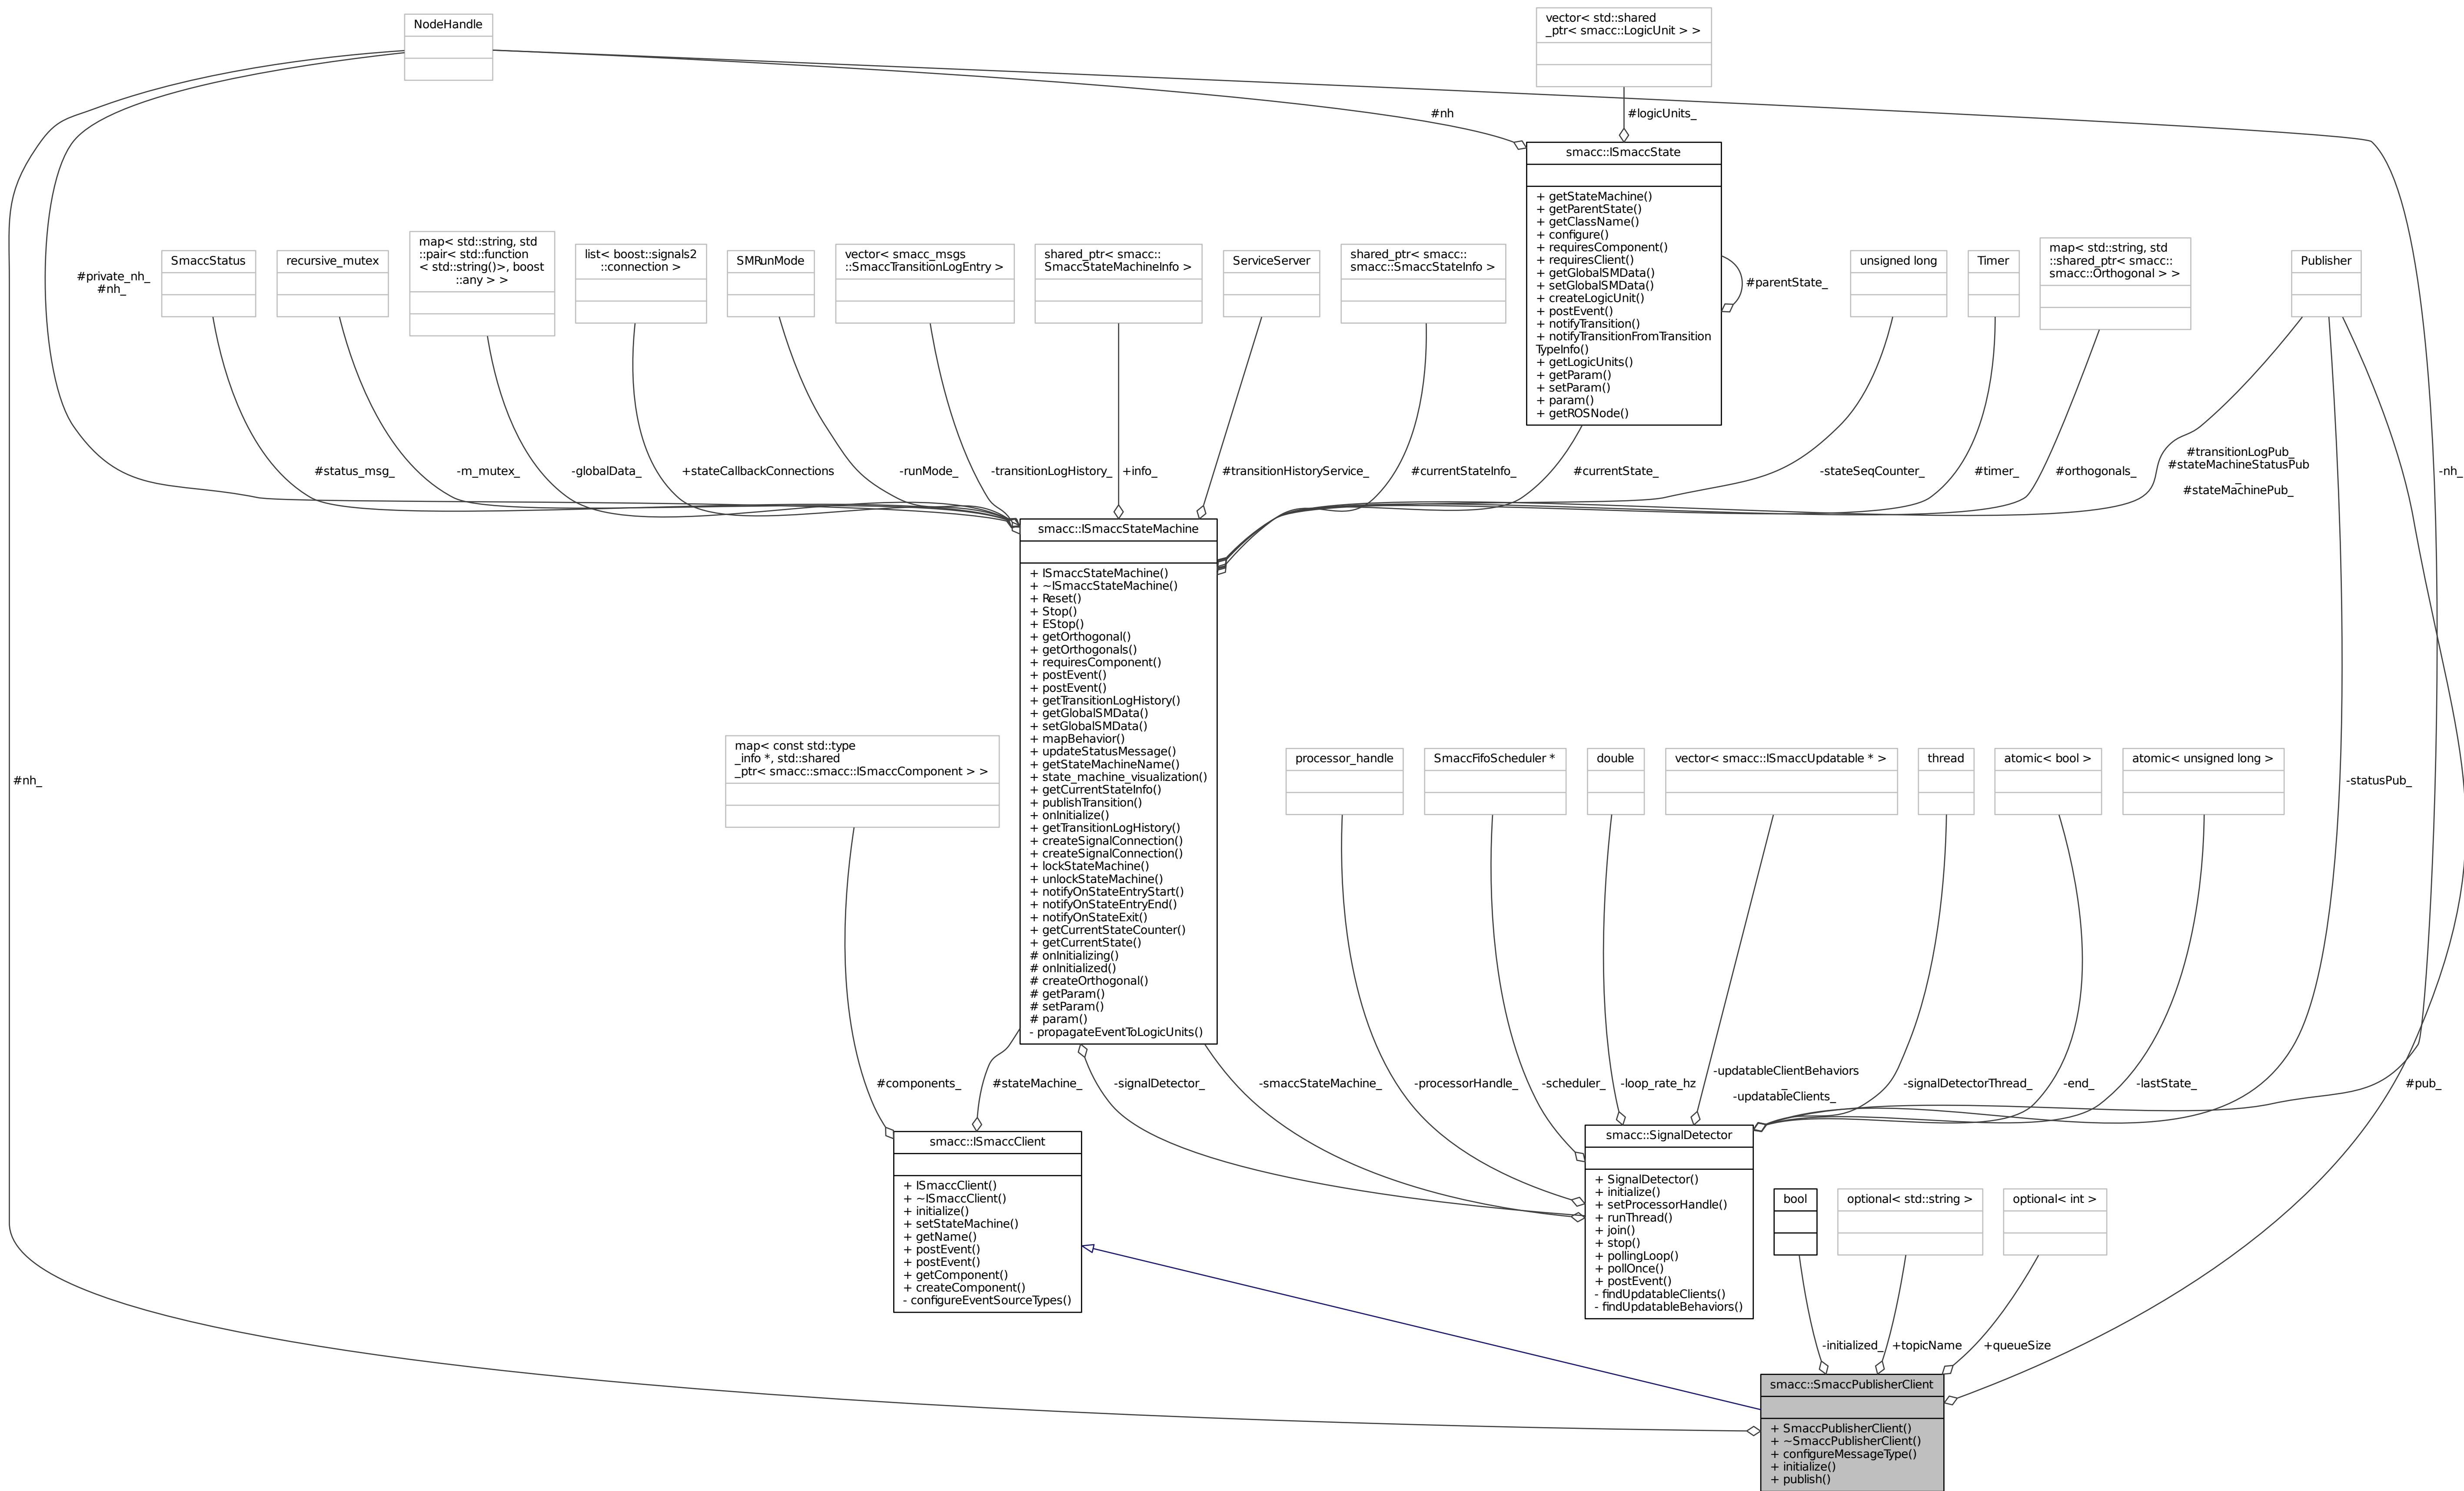 NodeHandle
vector< std::shared
_ptr< smacc::LogicUnit > >
#nh
#logicUnits_
smacc::ISmaccState
+ getStateMachine()
+ getParentState()
+ getClassName()
+ configure()
+ requiresComponent()
+ requiresClient()
+ getGlobalSMData()
+ setGlobalSMData()
+ createLogicUnit()
+ postEvent()
+ notifyTransition()
+ notifyTransitionFromTransition
TypeInfo()
+ getLogicUnits()
+ getParam()
+ setParam()
+ param()
+ getROSNode()
#parentState_
#private_nh_
#nh_
SmaccStatus
recursive_mutex
map< std::string, std
::pair< std::function
< std::string()>, boost
::any > >
list< boost::signals2
::connection >
SMRunMode
vector< smacc_msgs
::SmaccTransitionLogEntry >
shared_ptr< smacc::
SmaccStateMachineInfo >
ServiceServer
shared_ptr< smacc::
smacc::SmaccStateInfo >
unsigned long
Timer
map< std::string, std
::shared_ptr< smacc::
smacc::Orthogonal > >
Publisher
#status_msg_
-m_mutex_
-globalData_
+stateCallbackConnections
-runMode_
-transitionLogHistory_
+info_
#transitionHistoryService_
#currentStateInfo_
#currentState_
-stateSeqCounter_
#timer_
#orthogonals_
#transitionLogPub_
#stateMachineStatusPub
_
#stateMachinePub_
-nh_
smacc::ISmaccStateMachine
+ ISmaccStateMachine()
+ ~ISmaccStateMachine()
+ Reset()
+ Stop()
+ EStop()
+ getOrthogonal()
+ getOrthogonals()
+ requiresComponent()
+ postEvent()
+ postEvent()
+ getTransitionLogHistory()
+ getGlobalSMData()
+ setGlobalSMData()
+ mapBehavior()
+ updateStatusMessage()
+ getStateMachineName()
+ state_machine_visualization()
+ getCurrentStateInfo()
+ publishTransition()
+ onInitialize()
+ getTransitionLogHistory()
+ createSignalConnection()
+ createSignalConnection()
+ lockStateMachine()
+ unlockStateMachine()
+ notifyOnStateEntryStart()
+ notifyOnStateEntryEnd()
+ notifyOnStateExit()
+ getCurrentStateCounter()
+ getCurrentState()
# onInitializing()
# onInitialized()
# createOrthogonal()
# getParam()
# setParam()
# param()
- propagateEventToLogicUnits()
#nh_
map< const std::type
_info *, std::shared
_ptr< smacc::smacc::ISmaccComponent > >
processor_handle
SmaccFifoScheduler *
double
vector< smacc::ISmaccUpdatable * >
thread
atomic< bool >
atomic< unsigned long >
-statusPub_
#components_
#stateMachine_
-signalDetector_
-smaccStateMachine_
-processorHandle_
-scheduler_
-loop_rate_hz
-updatableClientBehaviors
_
-updatableClients_
-signalDetectorThread_
-end_
-lastState_
#pub_
smacc::ISmaccClient
+ ISmaccClient()
+ ~ISmaccClient()
+ initialize()
+ setStateMachine()
+ getName()
+ postEvent()
+ postEvent()
+ getComponent()
+ createComponent()
- configureEventSourceTypes()
smacc::SignalDetector
+ SignalDetector()
+ initialize()
+ setProcessorHandle()
+ runThread()
+ join()
+ stop()
+ pollingLoop()
+ pollOnce()
+ postEvent()
- findUpdatableClients()
- findUpdatableBehaviors()
bool
optional< std::string >
optional< int >
-initialized_
+topicName
+queueSize
smacc::SmaccPublisherClient
+ SmaccPublisherClient()
+ ~SmaccPublisherClient()
+ configureMessageType()
+ initialize()
+ publish()